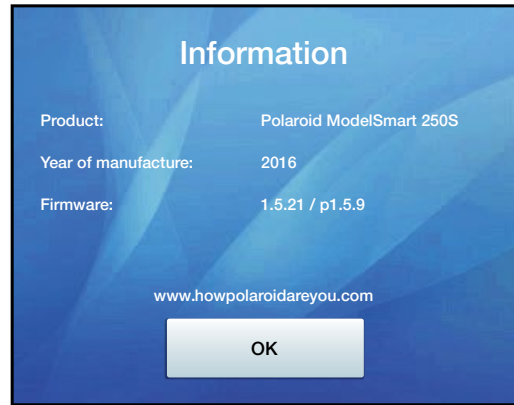 Information
Product: Polaroid ModelSmart 250S
Year of manufacture: 2016
Firmware: 1.5.21 / p1.5.9
www.howpolaroidareyou.com
OK